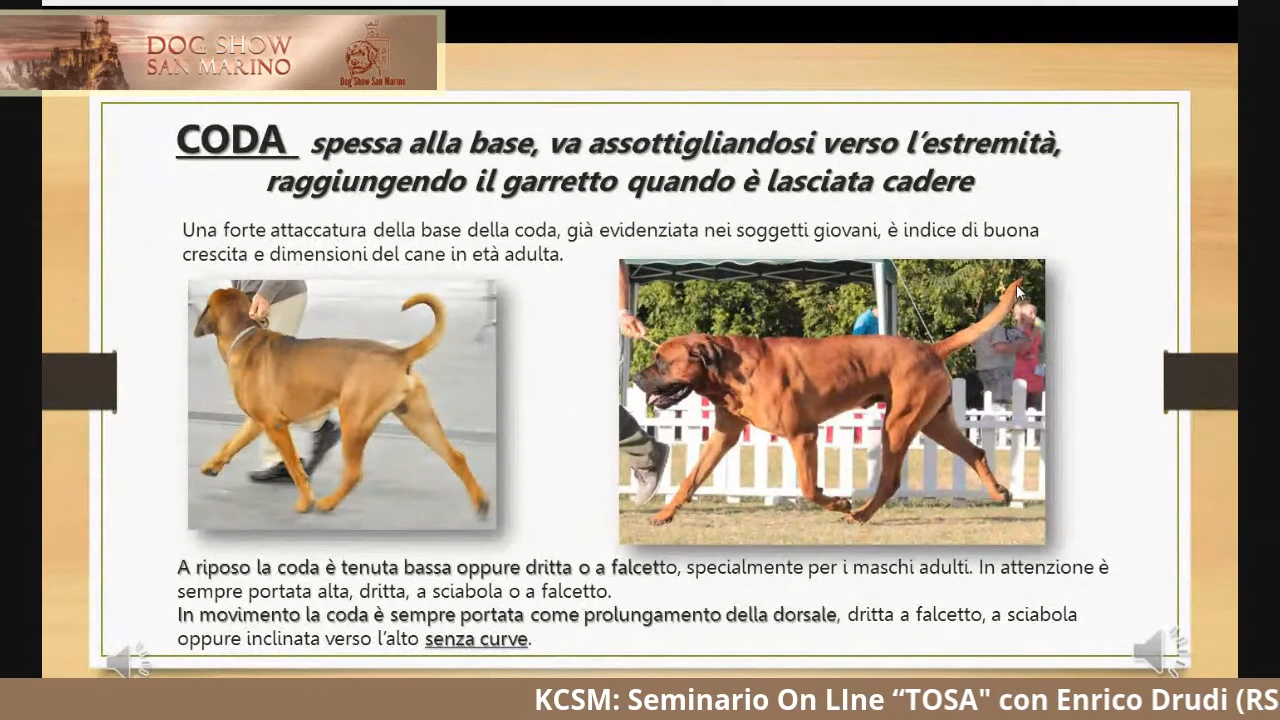 DOG SHOW
SAN MARINO
Dog Show San Marino
CODA spessa alla base, va assottigliandosi verso l’estremità,
raggiungendo il garretto quando è lasciata cadere
Una forte attaccatura della base della coda, già evidenziata nei soggetti giovani, è indice di buona
crescita e dimensioni del cane in età adulta.
A riposo la coda è tenuta bassa oppure dritta o a falcetto, specialmente per i maschi adulti. In attenzione è
sempre portata alta, dritta, a sciabola o a falcetto.
In movimento la coda è sempre portata come prolungamento della dorsale, dritta a falcetto, a sciabola
oppure inclinata verso l’alto senza curve.
KCSM: Seminario On LIne “TOSA" con Enrico Drudi (RS